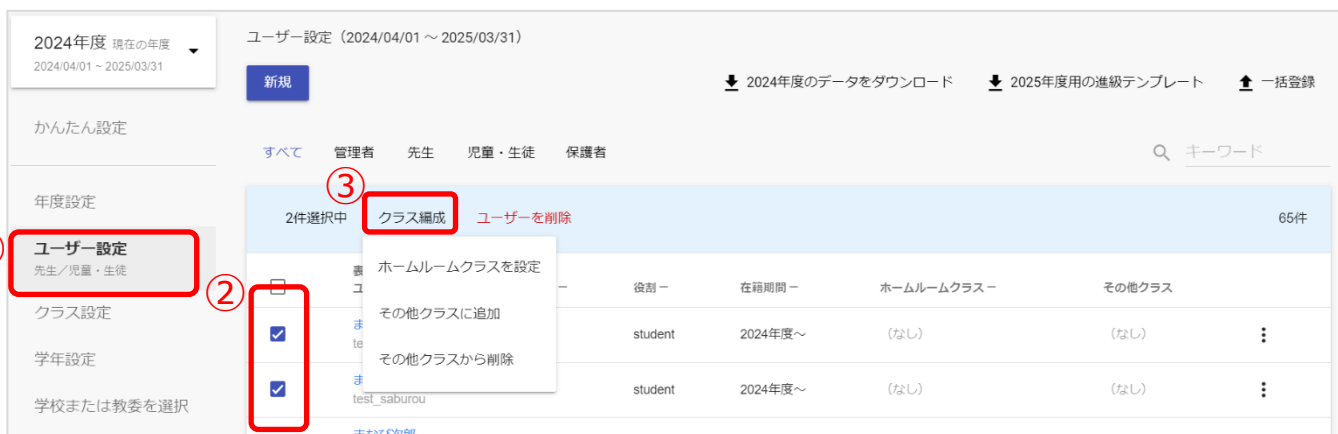 2024年度 現在の年度
2024/04/01 ~ 2025/03/31
かんたん設定
年度設定
ユーザー設定
先生／児童・生徒
クラス設定
学年設定
学校または教委を選択
ユーザー設定（2024/04/01 ～ 2025/03/31）
新規
2024年度のデータをダウンロード
2025年度用の進級テンプレート
一括登録
すべて 管理者 先生 児童・生徒 保護者
キーワード
③
2件選択中 クラス編成 ユーザーを削除 65件
ホームルームクラスを設定
その他クラスに追加
その他クラスから削除
②
役割 在籍期間 ホームルームクラス その他クラス
student 2024年度～ （なし） （なし）
student 2024年度～ （なし） （なし）
test_saburou